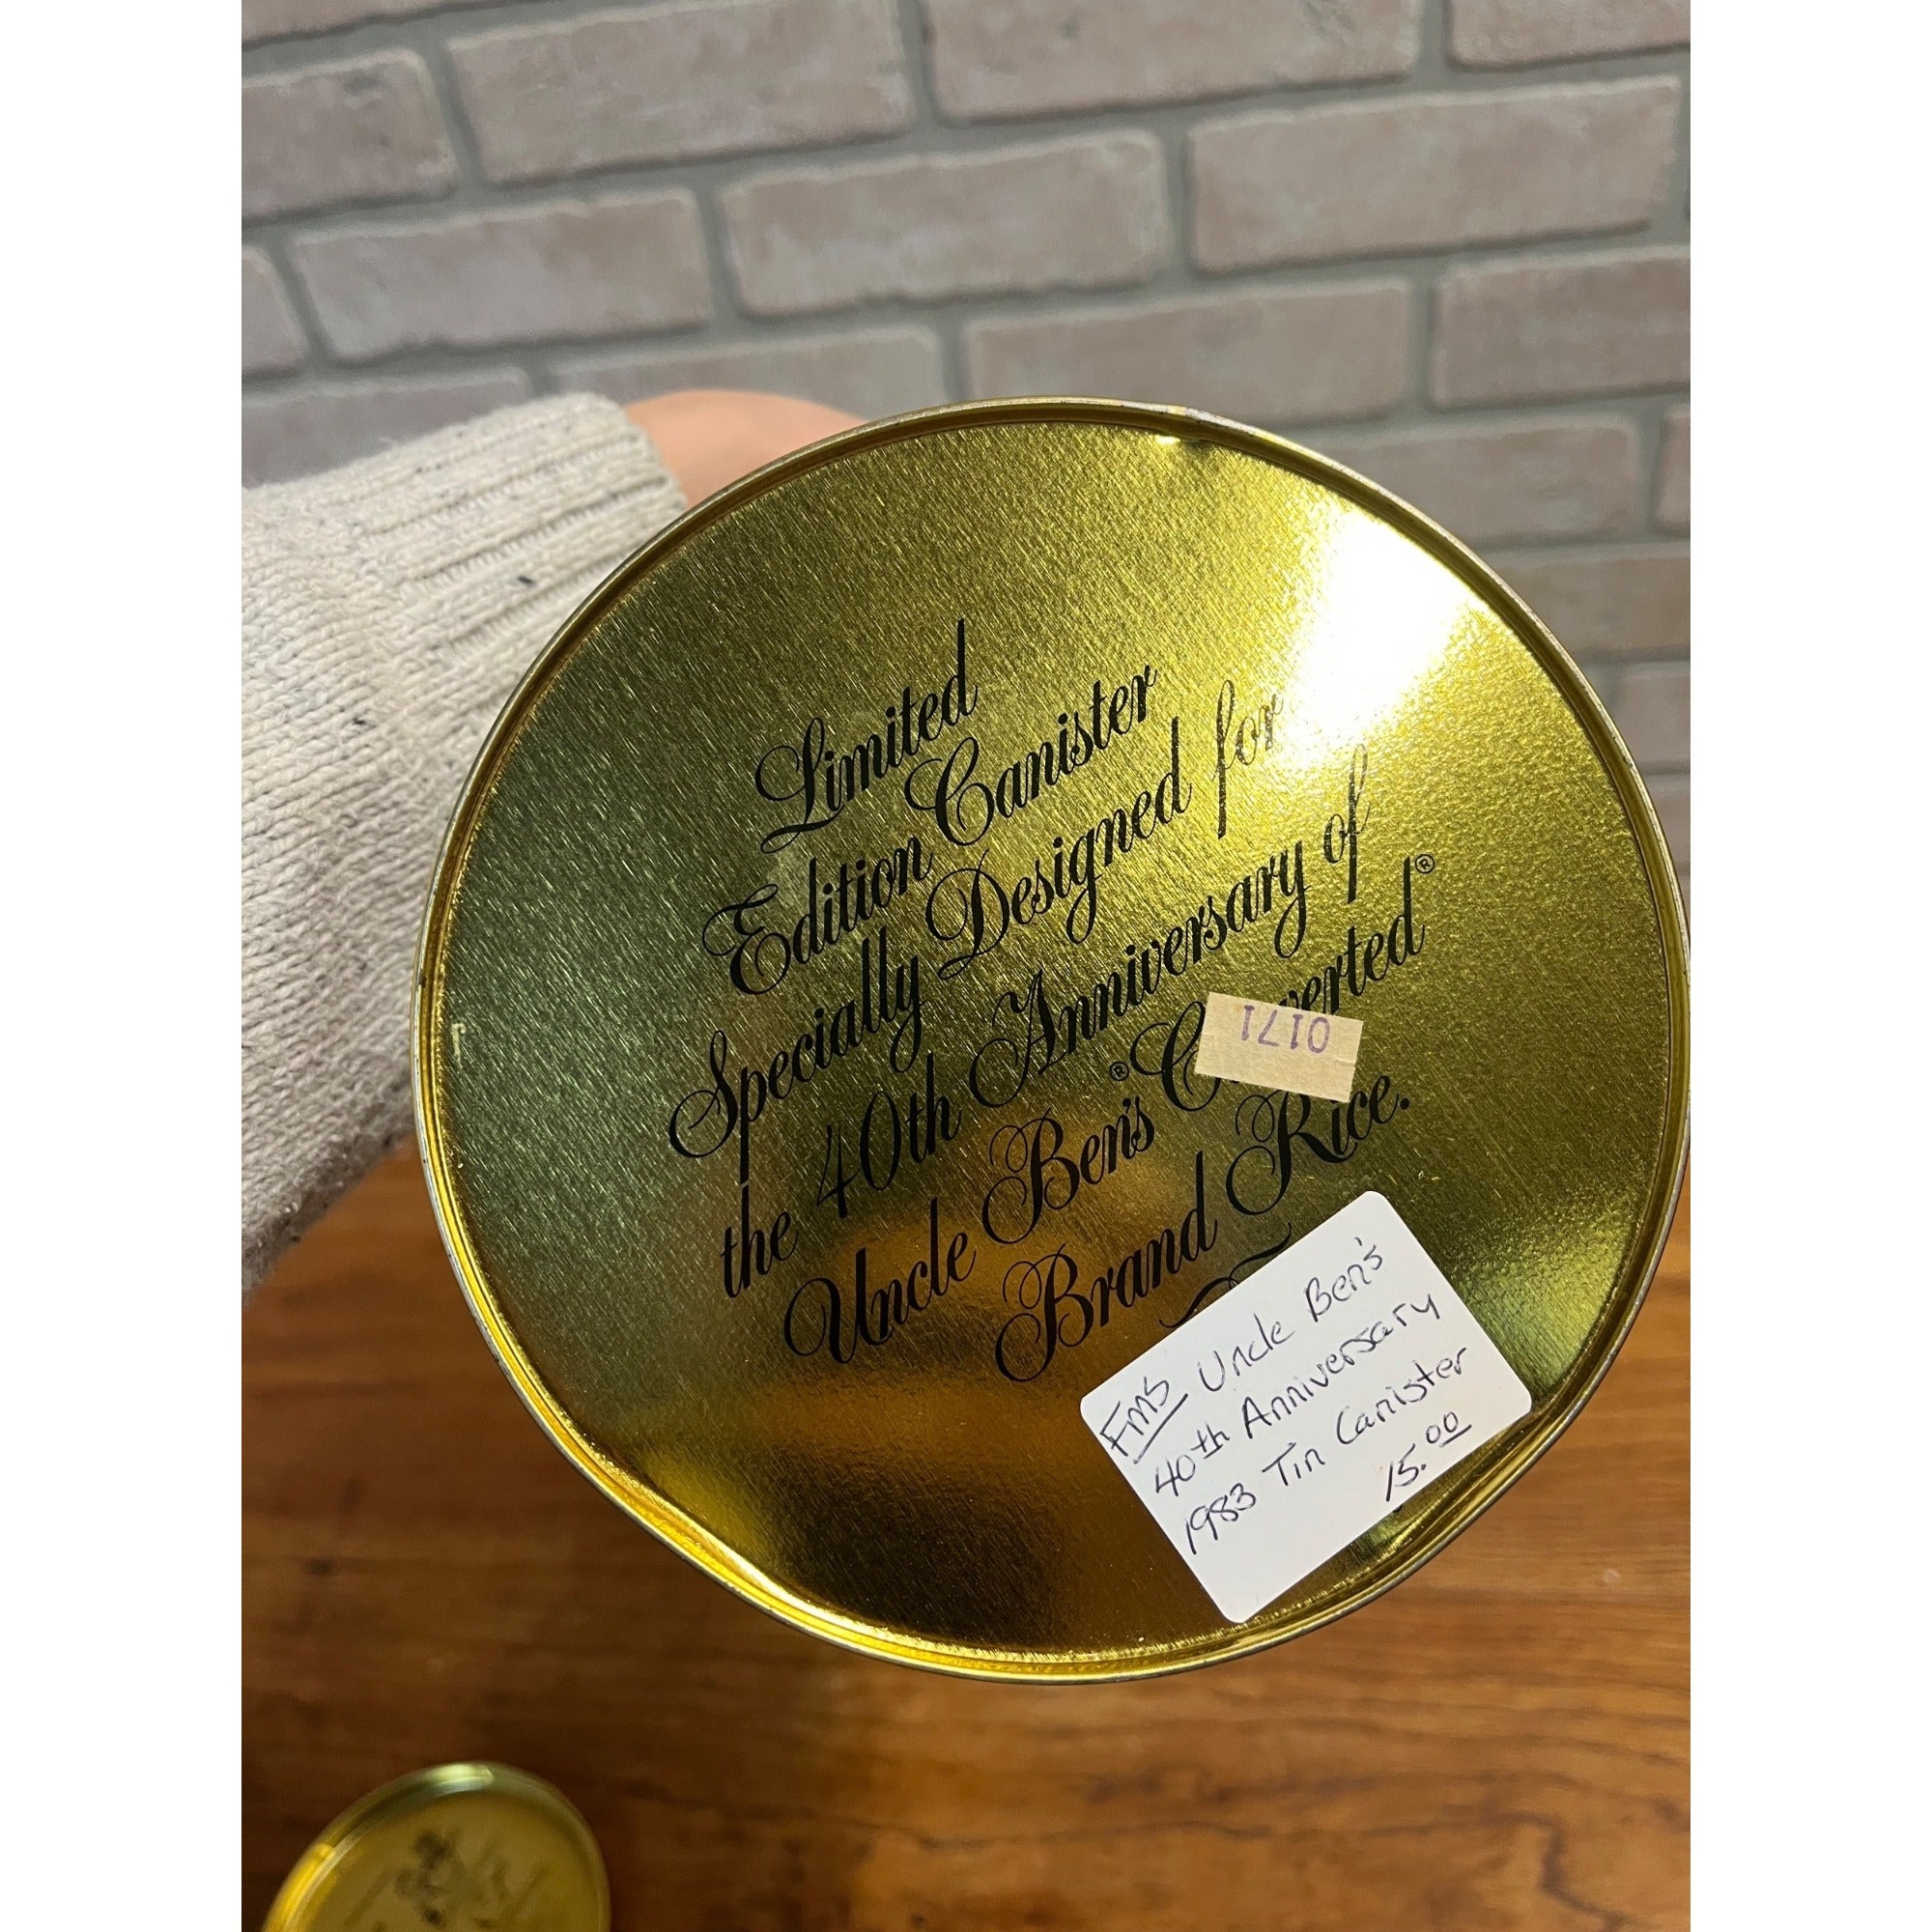 Limited
Edition Canister
Specially Designed for
the 40th Anniversary of
Uncle Ben's® Converted®
Brand Rice.
0171
FMS Uncle Ben's
40th Anniversary
1983 Tin Canister
15.00